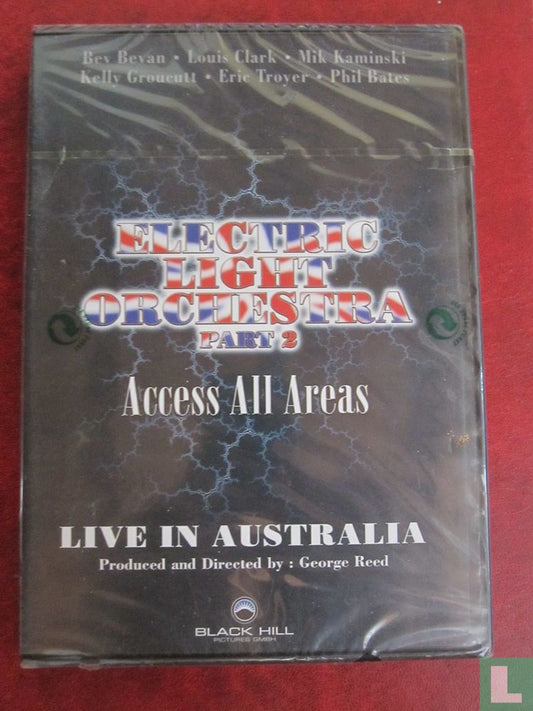 Bev Bevan • Louis Clark • Mik Kaminski
Kelly Groucutt • Eric Troyer • Phil Bates
ELECTRIC
LIGHT
ORCHESTRA
PART 2
Access All Areas
LIVE IN AUSTRALIA
Produced and Directed by : George Reed
BLACK HILL
PICTURES GMBH
L